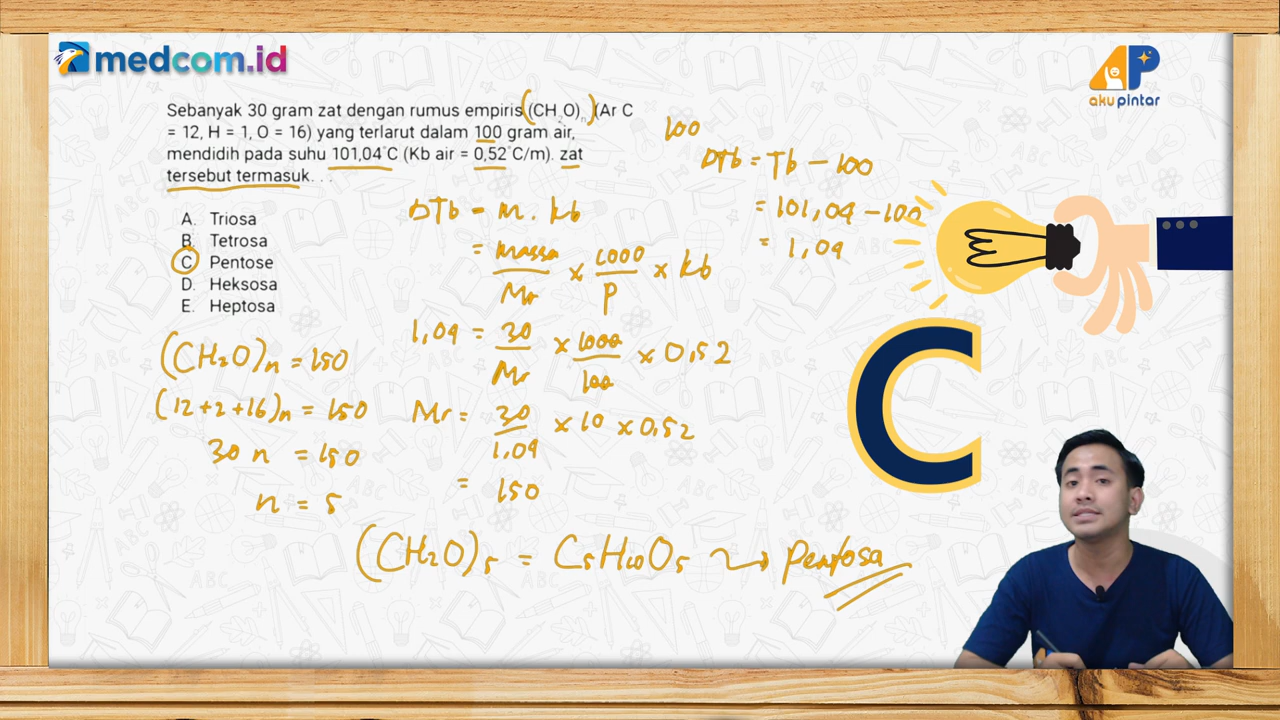 medcom.id
AP
aku pintar
Sebanyak 30 gram zat dengan rumus empiris ((CH2O)n )(Ar C
= 12, H = 1, O = 16) yang terlarut dalam 100 gram air,
mendidih pada suhu 101,04°C (Kb air = 0,52°C/m). zat
tersebut termasuk. . .
A. Triosa
B. Tetrosa
C. Pentose
D. Heksosa
E. Heptosa
(CH2O)n = 150
(12+2+16)n = 150
30 n = 150
n = 5
ΔTb = m . kb
= massa/Mr x 1000/P x kb
1,04 = 30/Mr x 1000/100 x 0,52
Mr = 30/1,04 x 10 x 0,52
= 150
100
ΔTb = Tb - 100
= 101,04 - 100
= 1,04
(CH2O)5 = C5H10O5 → Pentosa
C